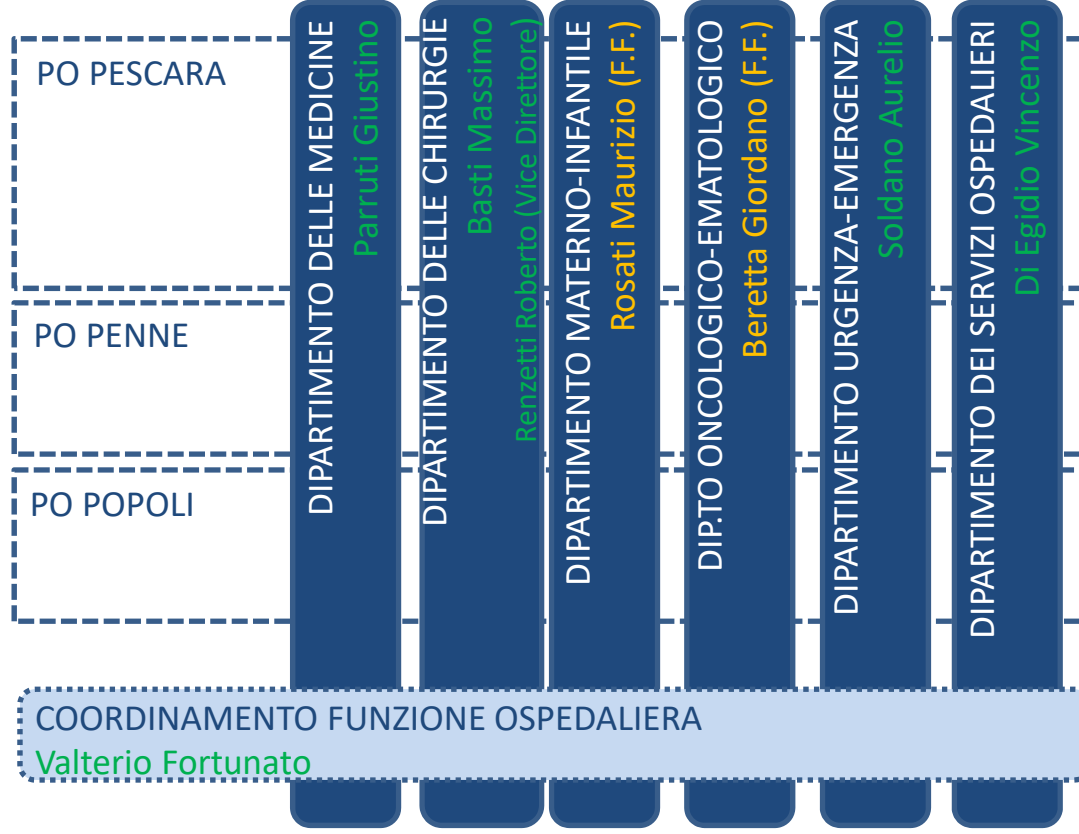 PO PESCARA
PO PENNE
PO POPOLI
DIPARTIMENTO DELLE MEDICINE
Parruti Giustino
DIPARTIMENTO DELLE CHIRURGIE
Basti Massimo
Renzetti Roberto (Vice Direttore)
DIPARTIMENTO MATERNO-INFANTILE
Rosati Maurizio (F.F.)
DIP.TO ONCOLOGICO-EMATOLOGICO
Beretta Giordano (F.F.)
DIPARTIMENTO URGENZA-EMERGENZA
Soldano Aurelio
DIPARTIMENTO DEI SERVIZI OSPEDALIERI
Di Egidio Vincenzo
COORDINAMENTO FUNZIONE OSPEDALIERA
Valterio Fortunato